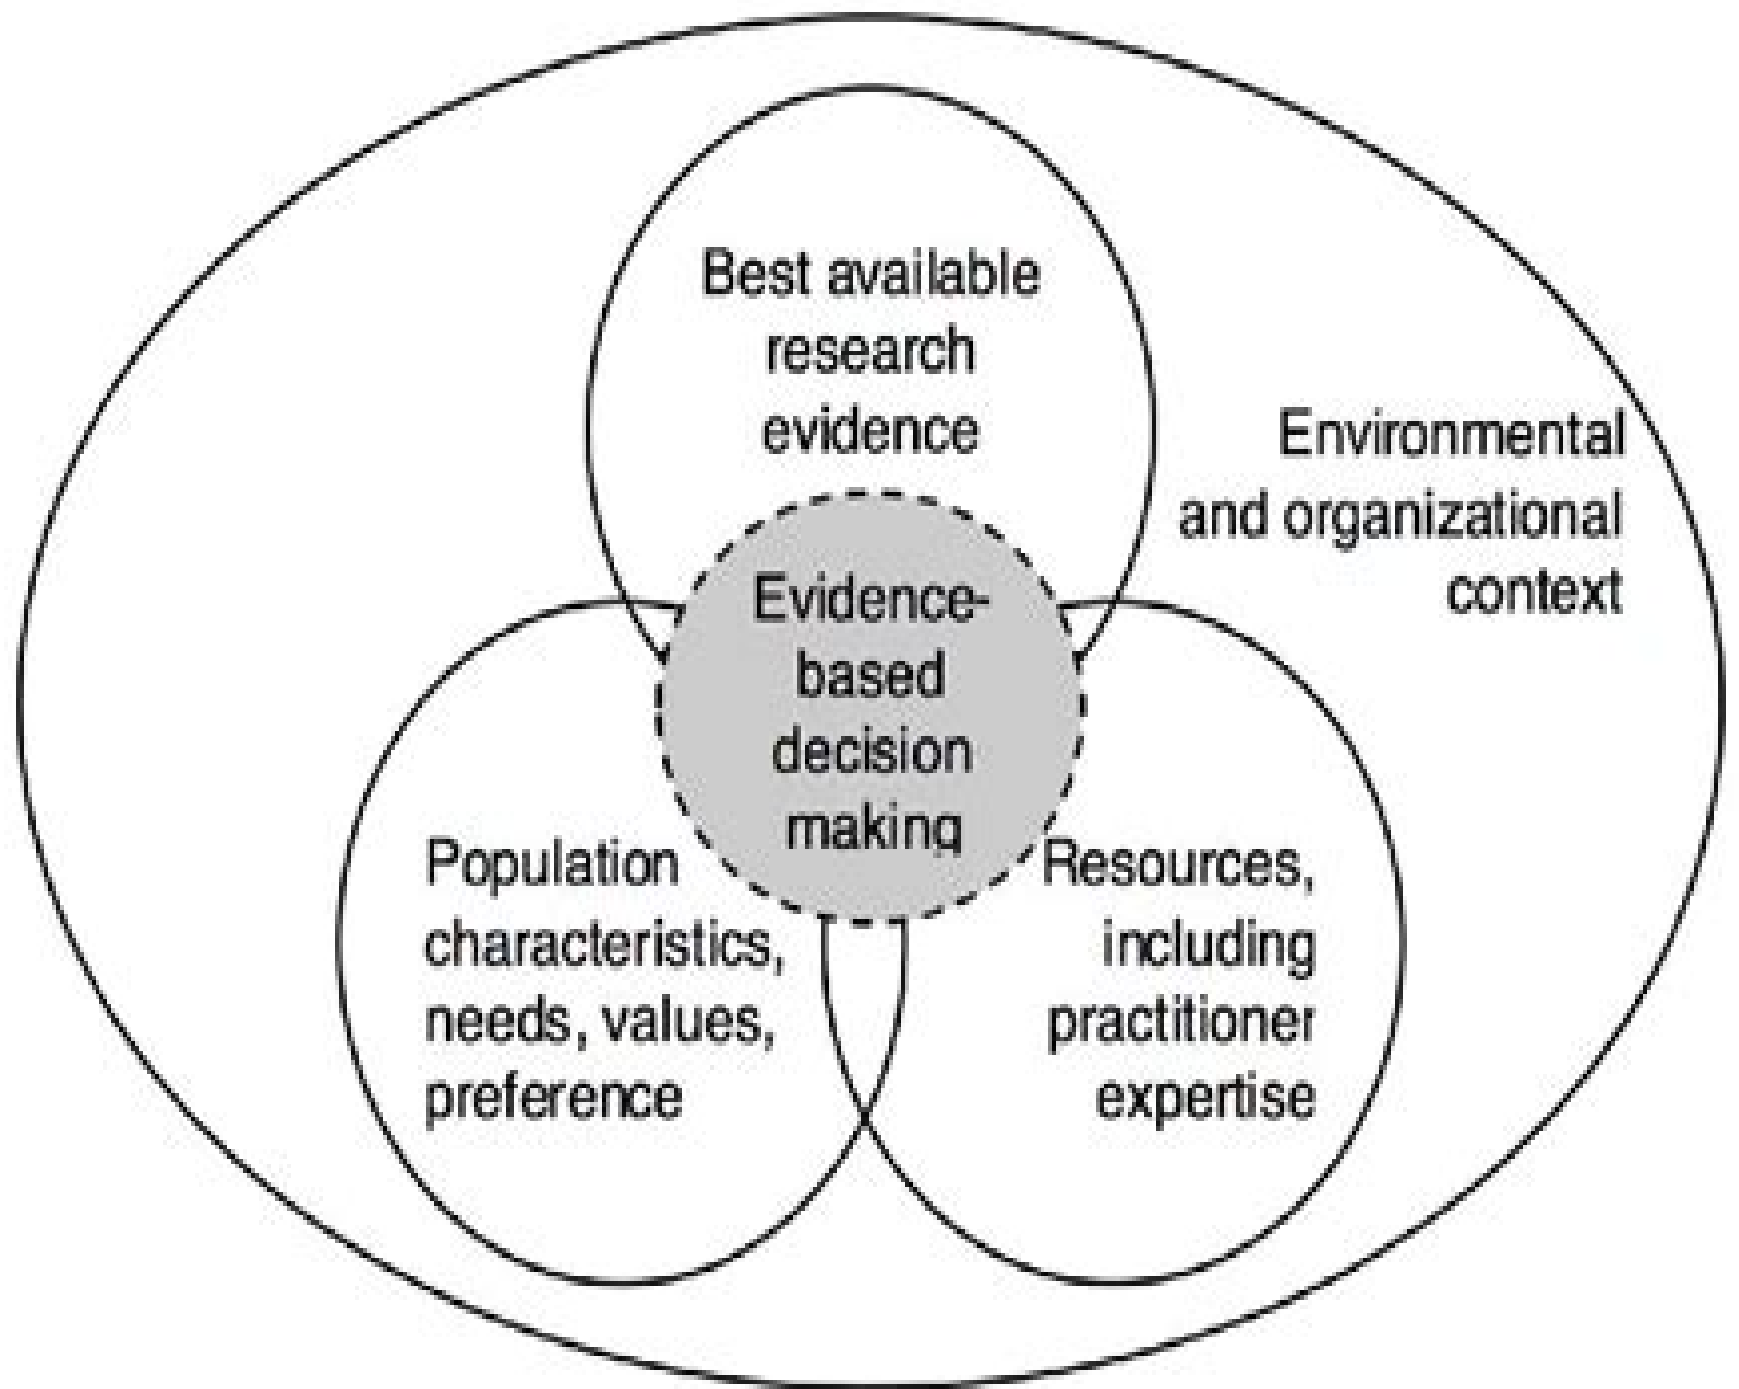 Best available
research
evidence
Environmental
and organizational
context
Evidence-
based
decision
making
Population
characteristics,
needs, values,
preference
Resources,
including
practitioner
expertise